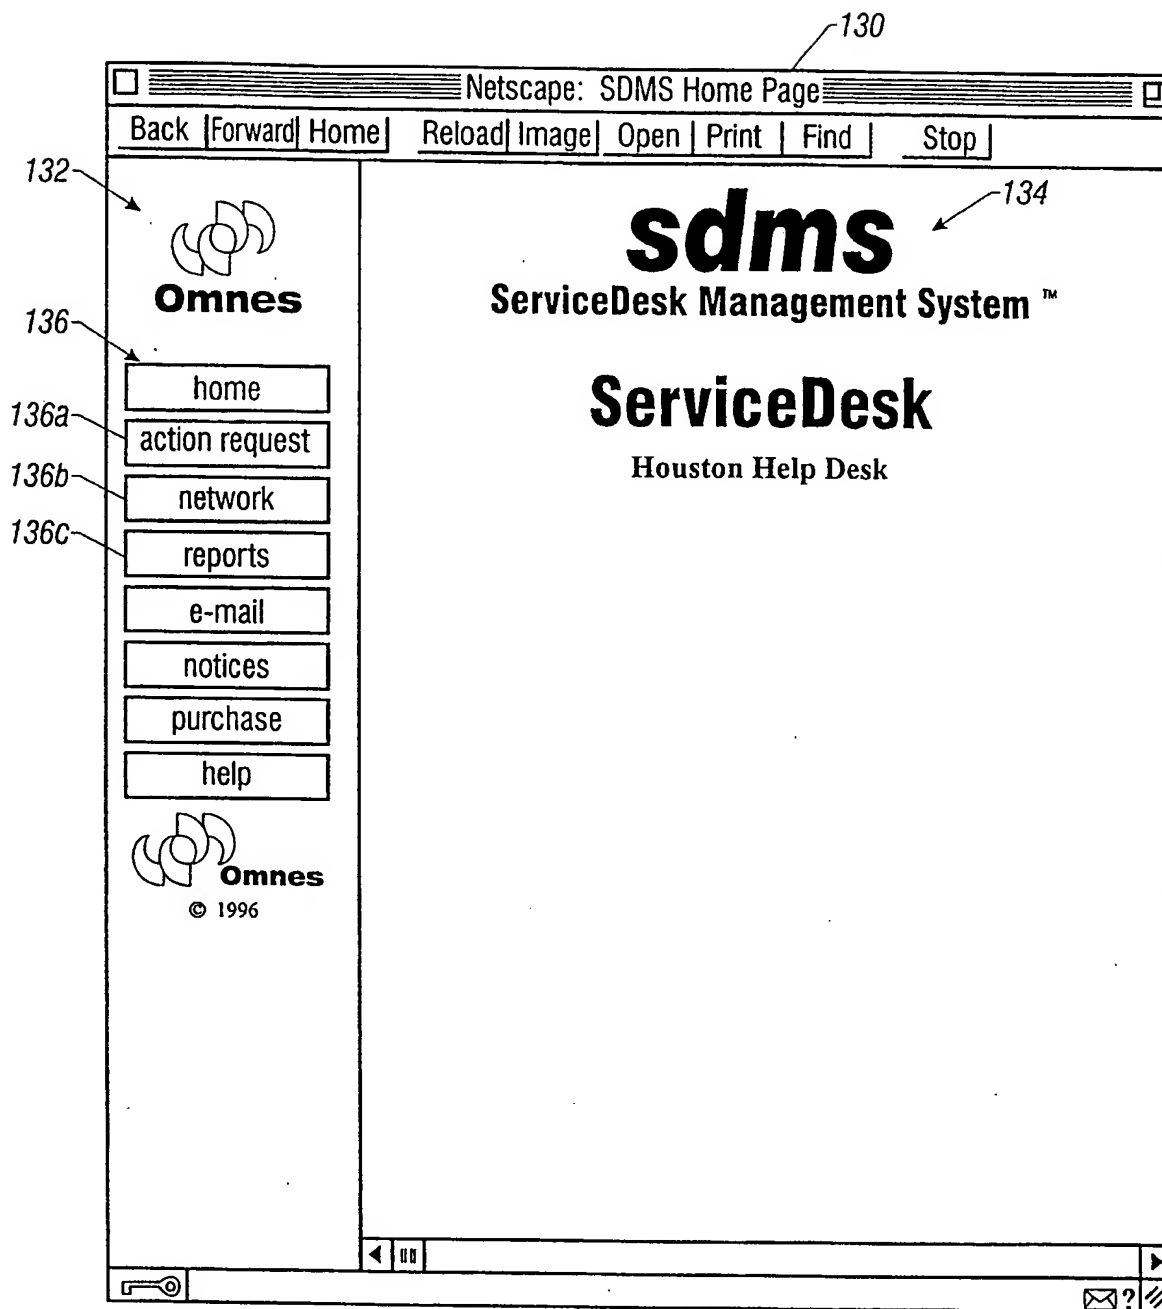 130
Netscape: SDMS Home Page
Back Forward Home Reload Image Open Print Find Stop
132
134
Omnes
sdms
ServiceDesk Management System ™
136
home
ServiceDesk
136a
action request
Houston Help Desk
136b
network
136c
reports
e-mail
notices
purchase
help
Omnes
© 1996
?